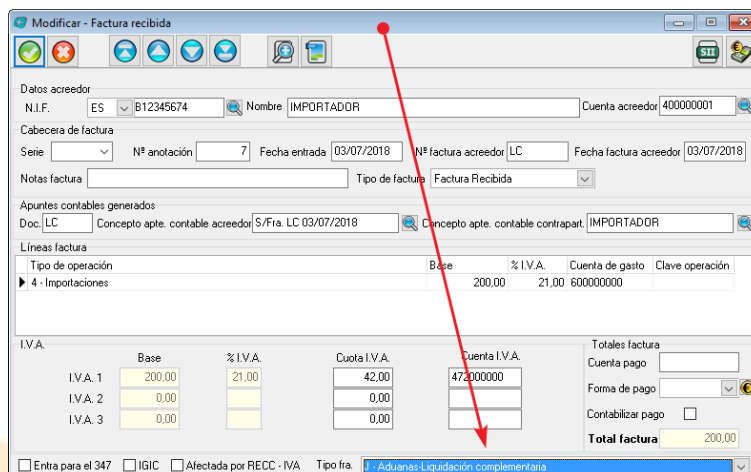 Modificar - Factura recibida
SII
Datos acreedor
N.I.F. ES B12345674 Nombre IMPORTADOR Cuenta acreedor 400000001
Cabecera de factura
Serie Nº anotación 7 Fecha entrada 03/07/2018 Nº factura acreedor LC Fecha factura acreedor 03/07/2018
Notas factura Tipo de factura Factura Recibida
Apuntes contables generados
Doc. LC Concepto apte. contable acreedor S/Fra. LC 03/07/2018 Concepto apte. contable contrapart. IMPORTADOR
Líneas factura
Tipo de operación Base % I.V.A. Cuenta de gasto Clave operación
4 - Importaciones 200,00 21,00 600000000
I.V.A. Totales factura
Base % I.V.A. Cuota I.V.A. Cuenta I.V.A. Cuenta pago
I.V.A. 1 200,00 21,00 42,00 472000000
I.V.A. 2 0,00 0,00 Forma de pago
I.V.A. 3 0,00 0,00 Contabilizar pago
Total factura 200,00
Entra para el 347 IGIC Afectada por RECC - IVA Tipo fra. J - Aduanas-Liquidación complementaria